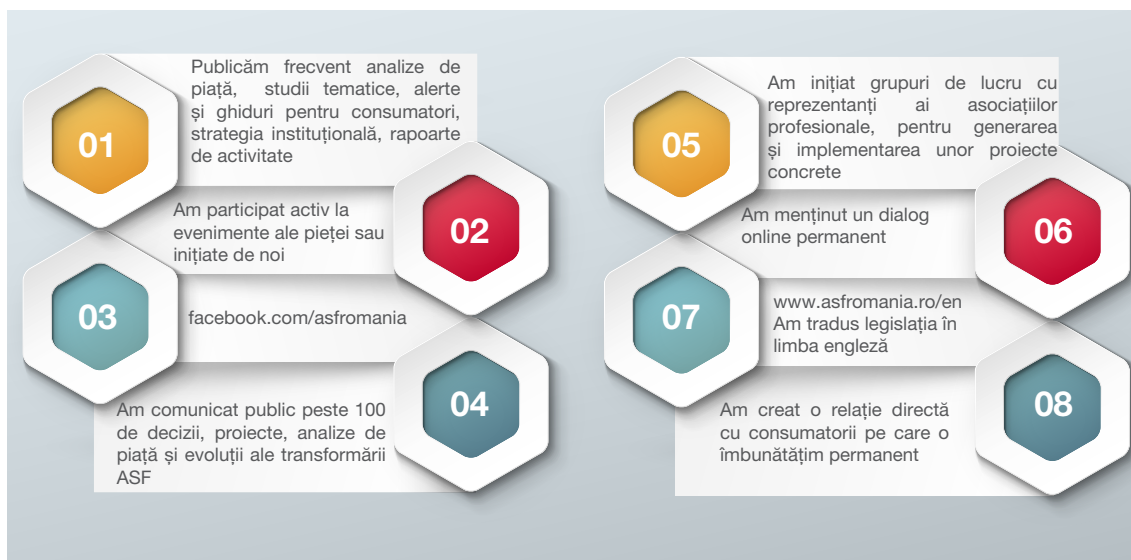 01
Publicăm frecvent analize de
piață, studii tematice, alerte
și ghiduri pentru consumatori,
strategia instituțională, rapoarte
de activitate
Am participat activ la
evenimente ale pieței sau
inițiate de noi
02
03
facebook.com/asfromania
Am comunicat public peste 100
de decizii, proiecte, analize de
piață și evoluții ale transformării
ASF
04
05
Am inițiat grupuri de lucru cu
reprezentanți ai asociațiilor
profesionale, pentru generarea
și implementarea unor proiecte
concrete
Am menținut un dialog
online permanent
06
07
www.asfromania.ro/en
Am tradus legislația în
limba engleză
Am creat o relație directă
cu consumatorii pe care o
îmbunătățim permanent
08